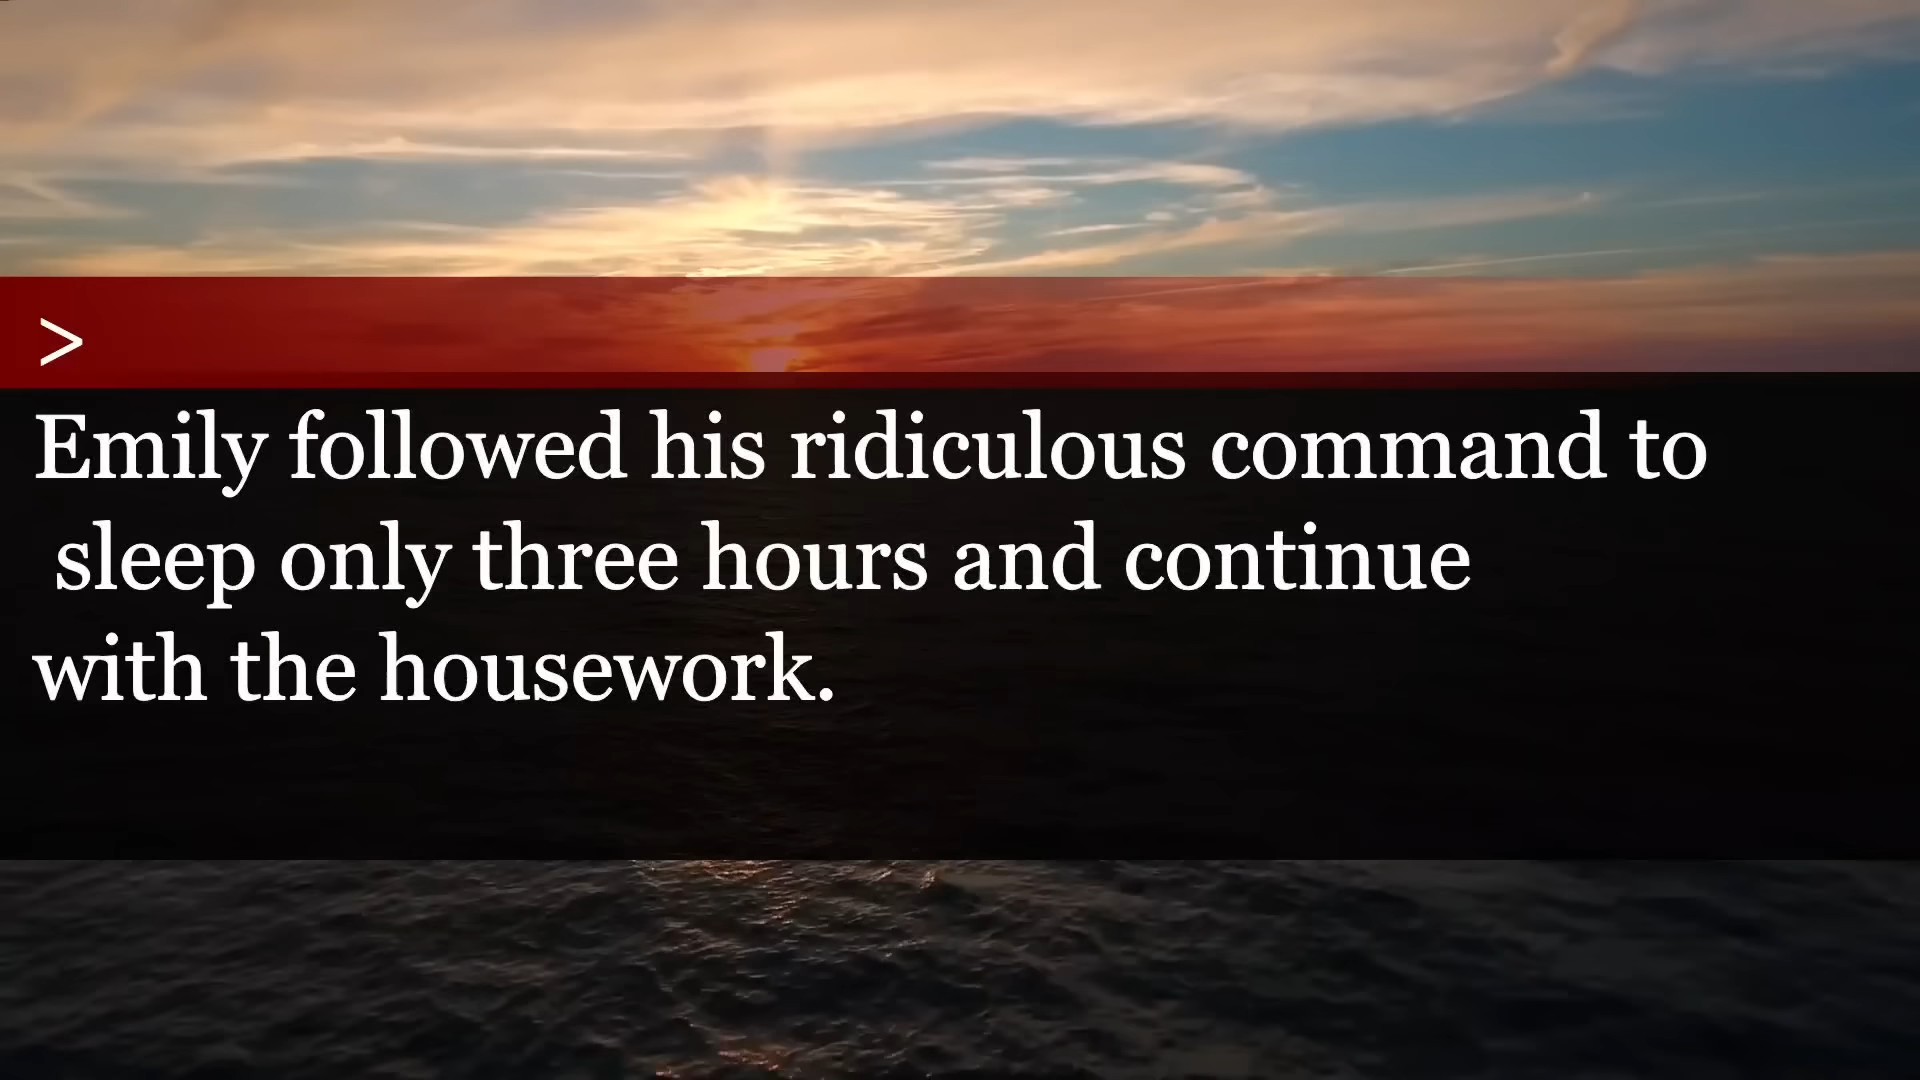 >
Emily followed his ridiculous command to
sleep only three hours and continue
with the housework.